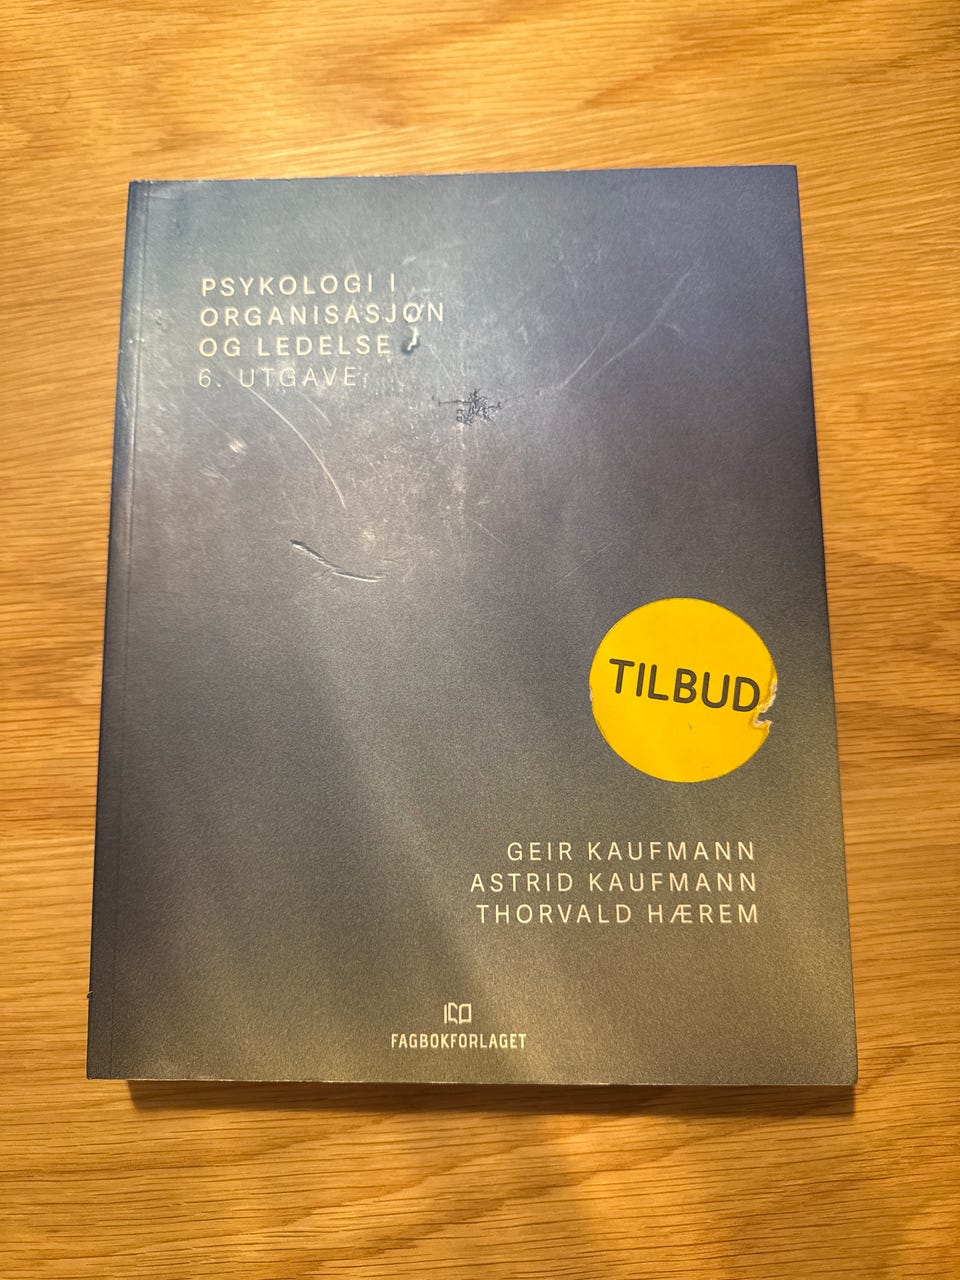 PSYKOLOGI I
ORGANISASJON
OG LEDELSE
6. UTGAVE
TILBUD
GEIR KAUFMANN
ASTRID KAUFMANN
THORVALD HÆREM
FAGBOKFORLAGET